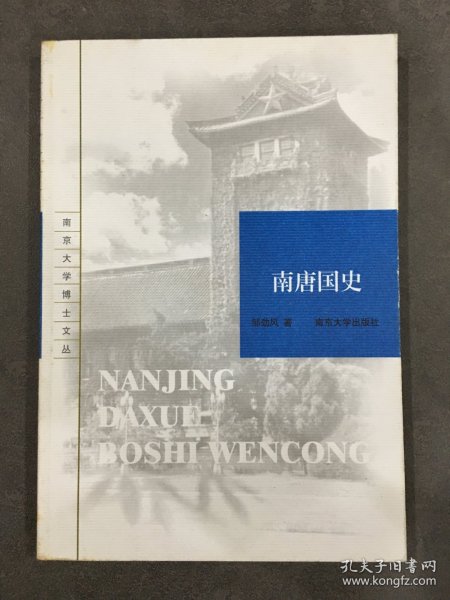 南京大学博士文丛
南唐国史
邹劲风 著 南京大学出版社
NANJING
DAXUE
BOSHI WENCONG
孔夫子旧书网
www.kongfz.com